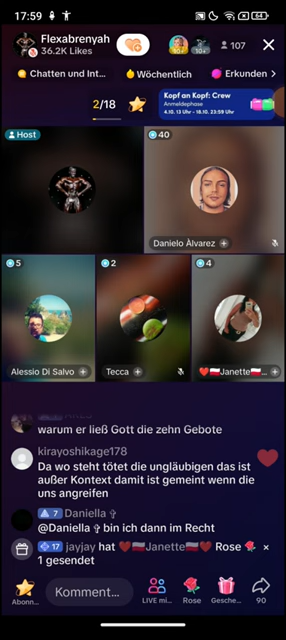 17:59
64
Flexabrenyah
36.2K Likes
10+
10+
107
Chatten und Int...
Wöchentlich
Erkunden
2/18
Kopf an Kopf: Crew
Anmeldephase
4.10. 13 Uhr - 18.10. 23:59 Uhr
Host
40
Danielo Àlvarez
5
2
4
Alessio Di Salvo
Tecca
Janette
warum er ließ Gott die zehn Gebote
kirayoshikage178
Da wo steht tötet die ungläubigen das ist
außer Kontext damit ist gemeint wenn die
uns angreifen
7 Daniella ✞
@Daniella ✞ bin ich dann im Recht
17 jayjay hat ❤️🇵🇱Janette🇵🇱❤️ Rose 🌹 ×
1 gesendet
Abonn...
Komment...
LIVE mi...
Rose
Gesche...
90